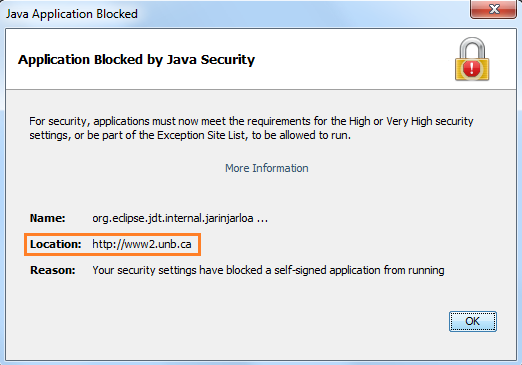 Java Application Blocked
Application Blocked by Java Security
For security, applications must now meet the requirements for the High or Very High security
settings, or be part of the Exception Site List, to be allowed to run.
More Information
Name: org.eclipse.jdt.internal.jarinjarloa ...
Location: http://www2.unb.ca
Reason: Your security settings have blocked a self-signed application from running
OK